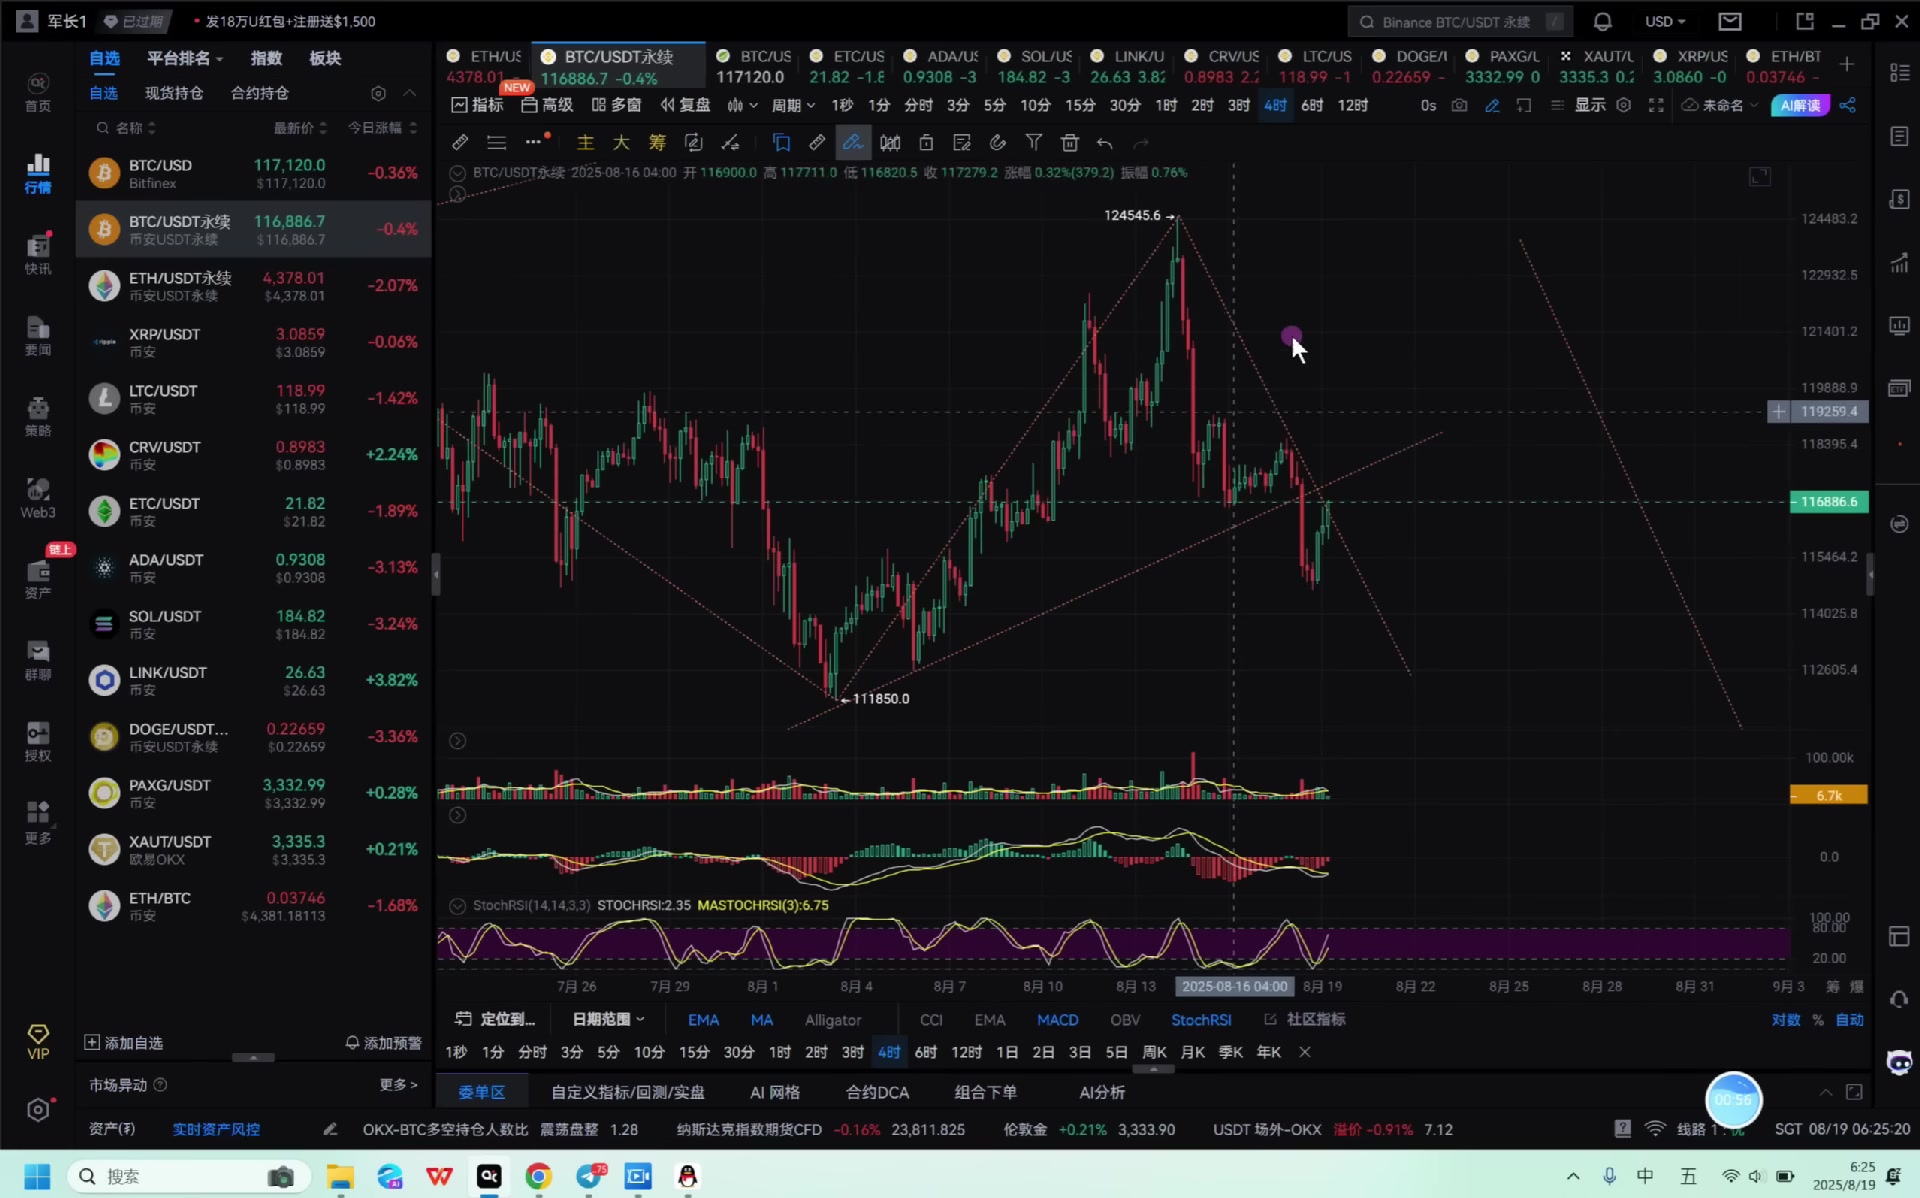 军长1 已过期 • 发18万U红包+注册送$1,500 Binance BTC/USDT 永续 / USD
自选 平台排名 指数 板块
自选 现货持仓 合约持仓
名称 最新价 今日涨幅
BTC/USD 117,120.0 -0.36%
Bitfinex $117,120.0
BTC/USDT永续 116,886.7 -0.4%
币安USDT永续 $116,886.7
ETH/USDT永续 4,378.01 -2.07%
币安USDT永续 $4,378.01
XRP/USDT 3.0859 -0.06%
币安 $3.0859
LTC/USDT 118.99 -1.42%
币安 $118.99
CRV/USDT 0.8983 +2.24%
币安 $0.8983
ETC/USDT 21.82 -1.89%
币安 $21.82
ADA/USDT 0.9308 -3.13%
币安 $0.9308
SOL/USDT 184.82 -3.24%
币安 $184.82
LINK/USDT 26.63 +3.82%
币安 $26.63
DOGE/USDT... 0.22659 -3.36%
币安USDT永续 $0.22659
PAXG/USDT 3,332.99 +0.28%
币安 $3,332.99
XAUT/USDT 3,335.3 +0.21%
欧易OKX $3,335.3
ETH/BTC 0.03746 -1.68%
币安 $4,381.18113
添加自选 添加预警
市场异动 更多 >
首页
行情
快讯
要闻
策略
Web3
链上
资产
群聊
授权
更多
VIP
ETH/US BTC/USDT永续 BTC/US ETC/US ADA/US SOL/US LINK/U CRV/US LTC/US DOGE/ PAXG/L XAUT/L XRP/US ETH/BT
4378.01 - 116886.7 -0.4% 117120.0 21.82 -1.8 0.9308 -3 184.82 -3 26.63 3.82 0.8983 2.2 118.99 -1 0.22659 - 3332.99 0 3335.3 0.2 3.0860 -0 0.03746 -
NEW
指标 高级 多窗 复盘 周期 1秒 1分 分时 3分 5分 10分 15分 30分 1时 2时 3时 4时 6时 12时 0s 显示 未命名 AI解读
主 大 筹
BTC/USDT永续 2025-08-16 04:00 开 116900.0 高 117711.0 低 116820.5 收 117279.2 涨幅 0.32%(379.2) 振幅 0.76%
124545.6
111850.0
124483.2
122932.5
121401.2
119888.9
119259.4
118395.4
116886.6
115464.2
114025.8
112605.4
100.00k
6.7k
0.0
StochRSI(14,14,3,3) STOCHRSI:2.35 MASTOCHRSI(3):6.75
100.00
80.00
20.00
7月 26 7月 29 8月 1 8月 4 8月 7 8月 10 8月 13 2025-08-16 04:00 8月 19 8月 22 8月 25 8月 28 8月 31 9月 3 筹 爆
定位到... 日期范围 EMA MA Alligator CCI EMA MACD OBV StochRSI 社区指标 对数 % 自动
1秒 1分 分时 3分 5分 10分 15分 30分 1时 2时 3时 4时 6时 12时 1日 2日 3日 5日 周K 月K 季K 年K
委单区 自定义指标/回测/实盘 AI 网格 合约DCA 组合下单 AI分析
00:56
资产(₮) 实时资产风控 OKX-BTC多空持仓人数比 震荡盘整 1.28 纳斯达克指数期货CFD -0.16% 23,811.825 伦敦金 +0.21% 3,333.90 USDT 场外-OKX 溢价 -0.91% 7.12 线路 1 SGT 08/19 06:25:20
搜索 75 中 五 6:25
2025/8/19